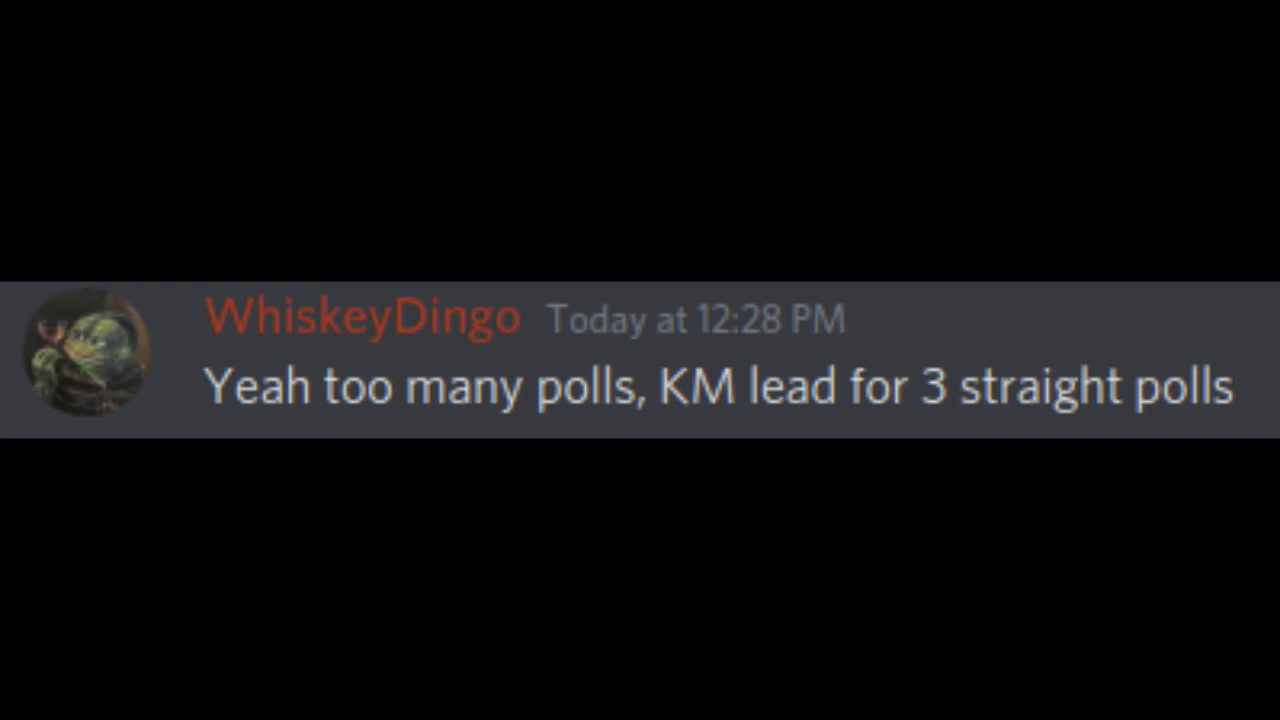 WhiskeyDingo Today at 12:28 PM
Yeah too many polls, KM lead for 3 straight polls